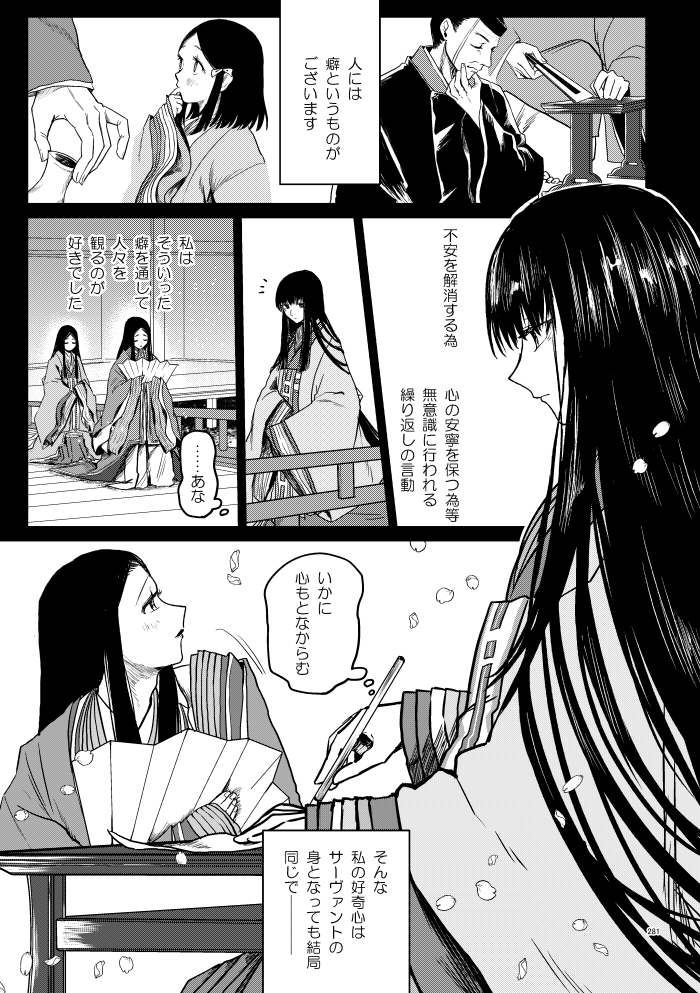 人には
癖というものが
ございます
不安を解消する為
心の安寧を保つ為等
無意識に行われる
繰り返しの言動
私は
そういった
癖を通して
人々を
観るのが
好きでした
……あな
いかに
心もとなからむ
そんな
私の好奇心は
サーヴァントの
身となっても結局
同じで――
281